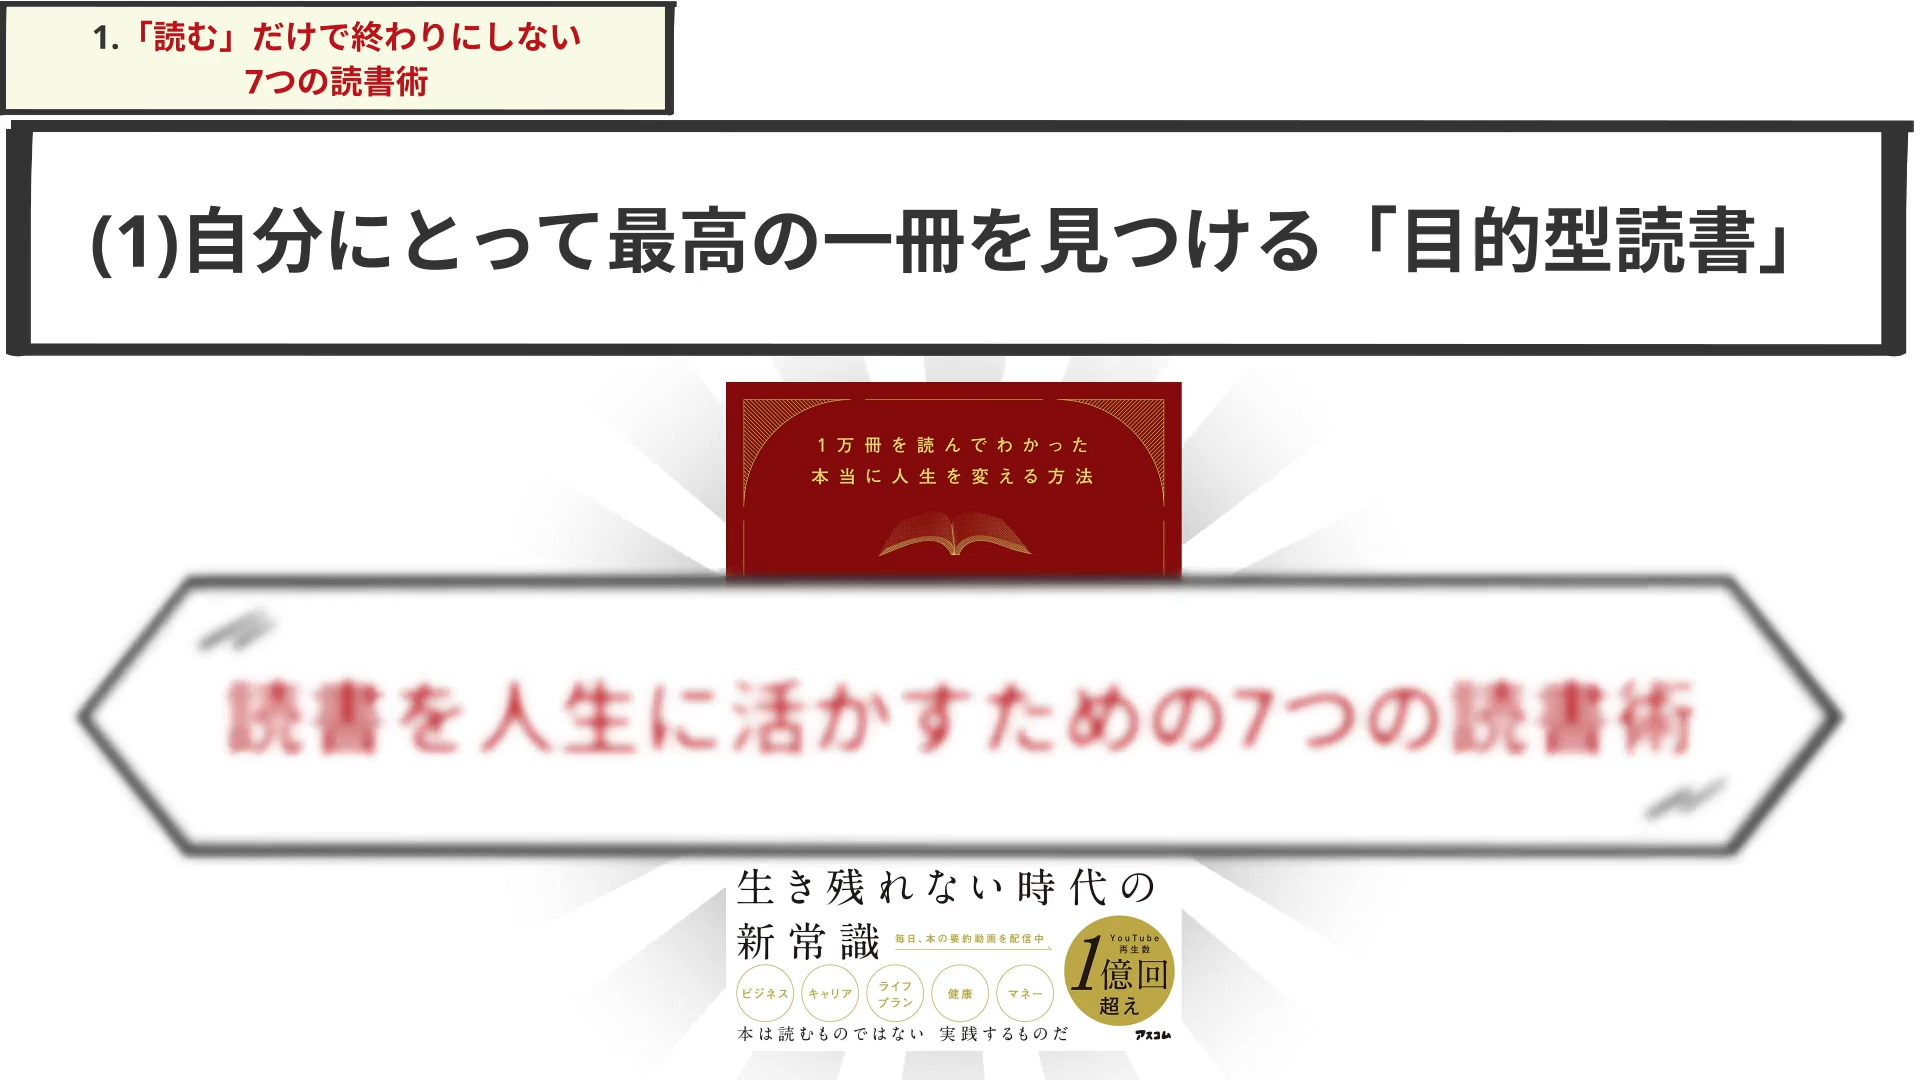 1.「読む」だけで終わりにしない
7つの読書術
(1)自分にとって最高の一冊を見つける「目的型読書」
1万冊を読んでわかった
本当に人生を変える方法
読書を人生に活かすための7つの読書術
生き残れない時代の
新常識
毎日、本の要約動画を配信中
YouTube
再生数
1億回
超え
ビジネス
キャリア
ライフ
プラン
健康
マネー
本は読むものではない 実践するものだ
アスコム